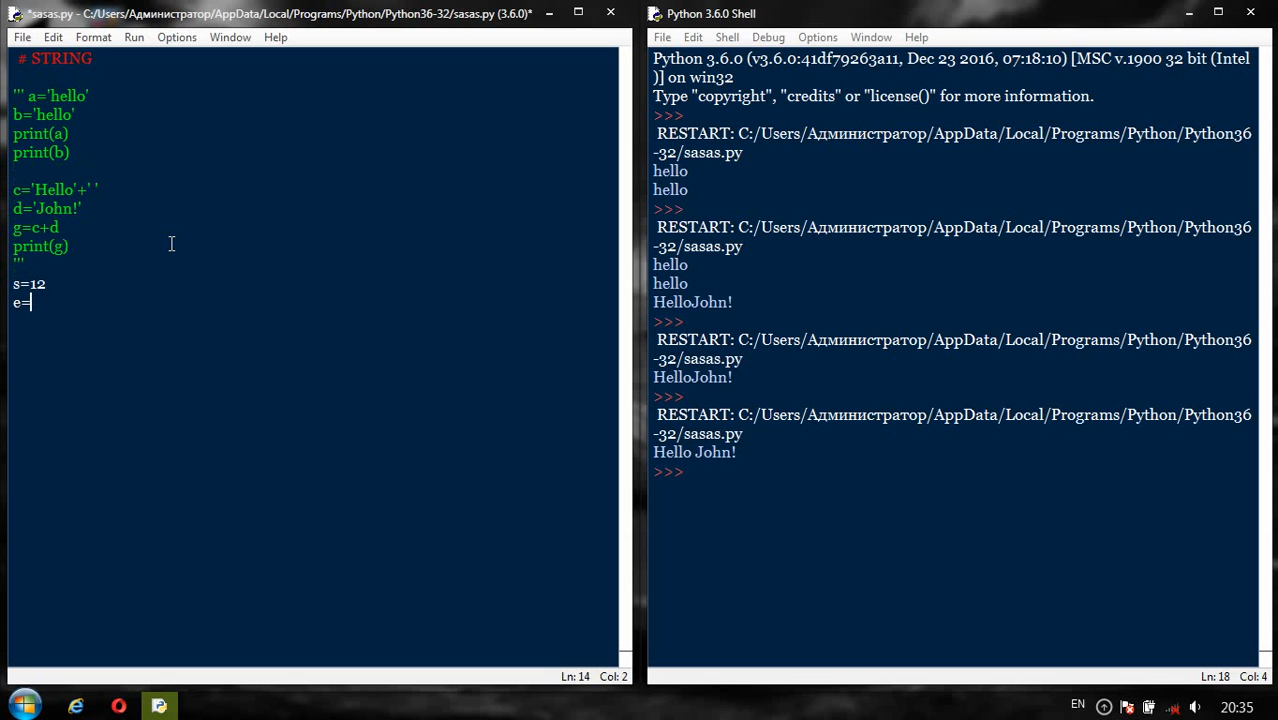 *sasas.py - C:/Users/Администратор/AppData/Local/Programs/Python/Python36-32/sasas.py (3.6.0)*
File Edit Format Run Options Window Help
# STRING
''' a='hello'
b='hello'
print(a)
print(b)
c='Hello'+' '
d='John!'
g=c+d
print(g)
'''
s=12
e=
Ln: 14 Col: 2
Python 3.6.0 Shell
File Edit Shell Debug Options Window Help
Python 3.6.0 (v3.6.0:41df79263a11, Dec 23 2016, 07:18:10) [MSC v.1900 32 bit (Intel
)] on win32
Type "copyright", "credits" or "license()" for more information.
>>>
RESTART: C:/Users/Администратор/AppData/Local/Programs/Python/Python36
-32/sasas.py
hello
hello
>>>
RESTART: C:/Users/Администратор/AppData/Local/Programs/Python/Python36
-32/sasas.py
hello
hello
HelloJohn!
>>>
RESTART: C:/Users/Администратор/AppData/Local/Programs/Python/Python36
-32/sasas.py
HelloJohn!
>>>
RESTART: C:/Users/Администратор/AppData/Local/Programs/Python/Python36
-32/sasas.py
Hello John!
>>>
Ln: 18 Col: 4
EN 20:35